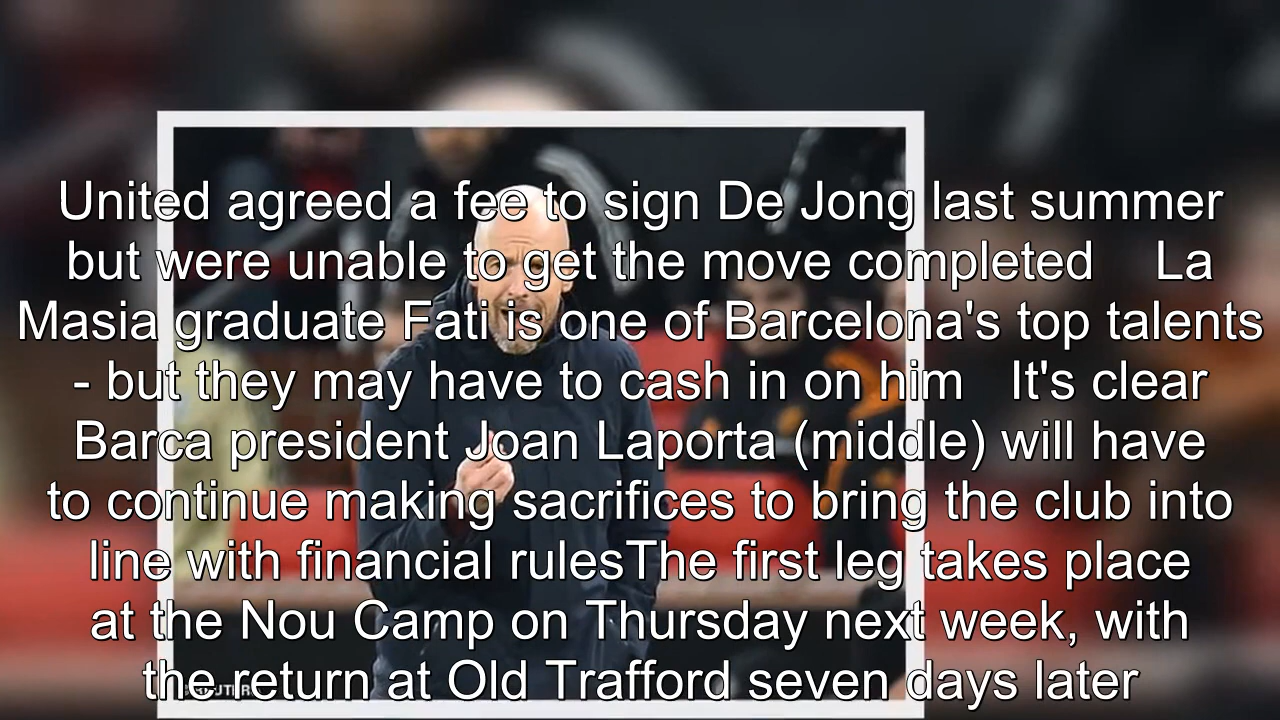 United agreed a fee to sign De Jong last summer
but were unable to get the move completed    La
Masia graduate Fati is one of Barcelona's top talents
- but they may have to cash in on him   It's clear
Barca president Joan Laporta (middle) will have
to continue making sacrifices to bring the club into
line with financial rulesThe first leg takes place
at the Nou Camp on Thursday next week, with
the return at Old Trafford seven days later